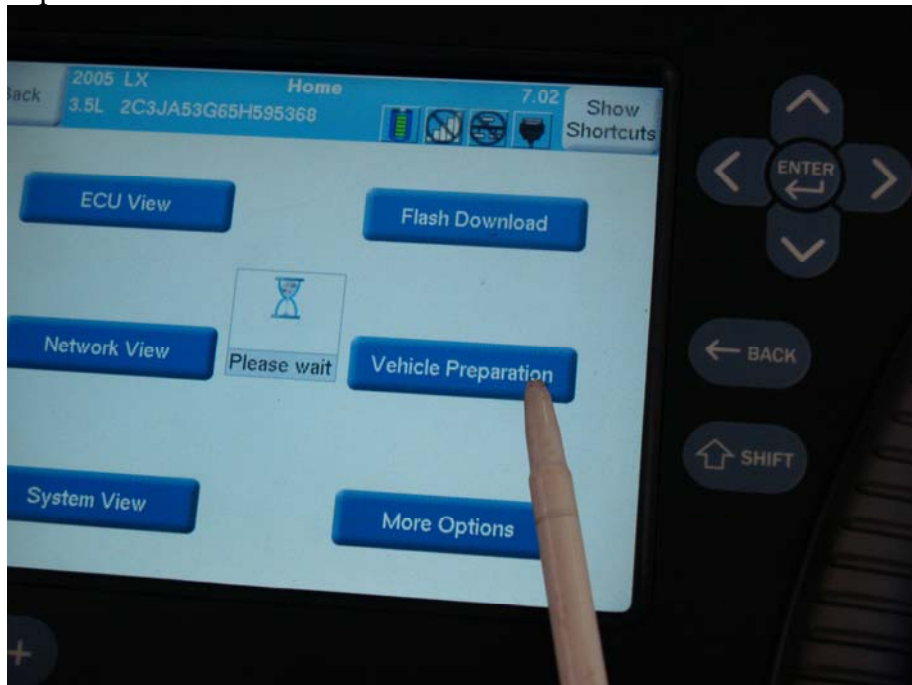 Back
2005 LX Home 7.02
3.5L 2C3JA53G65H595368
Show
Shortcuts
ECU View
Flash Download
Network View
Please wait
Vehicle Preparation
System View
More Options
ENTER
BACK
SHIFT
+